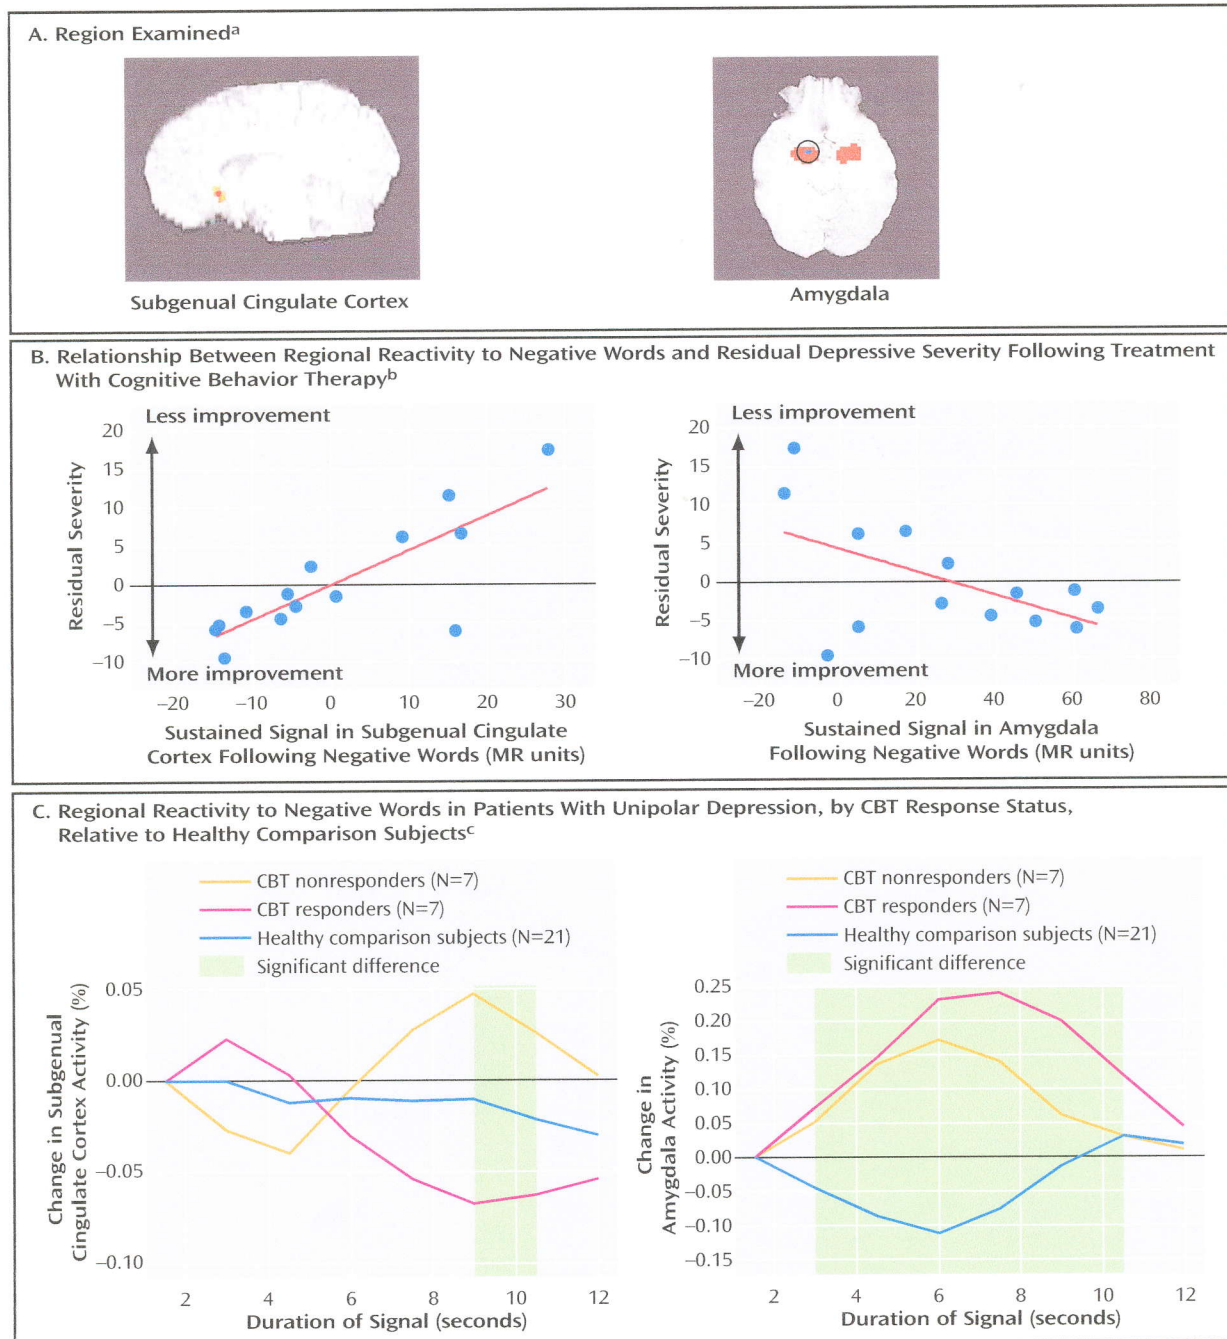 A. Region Examinedᵃ
Subgenual Cingulate Cortex
Amygdala
B. Relationship Between Regional Reactivity to Negative Words and Residual Depressive Severity Following Treatment
With Cognitive Behavior Therapyᵇ
Less improvement
20
15
10
5
0
–5
–10
Residual Severity
More improvement
–20
–10
0
10
20
30
Sustained Signal in Subgenual Cingulate
Cortex Following Negative Words (MR units)
Less improvement
20
15
10
5
0
–5
–10
Residual Severity
More improvement
–20
0
20
40
60
80
Sustained Signal in Amygdala
Following Negative Words (MR units)
C. Regional Reactivity to Negative Words in Patients With Unipolar Depression, by CBT Response Status,
Relative to Healthy Comparison Subjectsᶜ
CBT nonresponders (N=7)
CBT responders (N=7)
Healthy comparison subjects (N=21)
Significant difference
0.05
0.00
–0.05
–0.10
Change in Subgenual
Cingulate Cortex Activity (%)
2
4
6
8
10
12
Duration of Signal (seconds)
CBT nonresponders (N=7)
CBT responders (N=7)
Healthy comparison subjects (N=21)
Significant difference
0.25
0.20
0.15
0.10
0.05
0.00
–0.05
–0.10
–0.15
Change in
Amygdala Activity (%)
2
4
6
8
10
12
Duration of Signal (seconds)